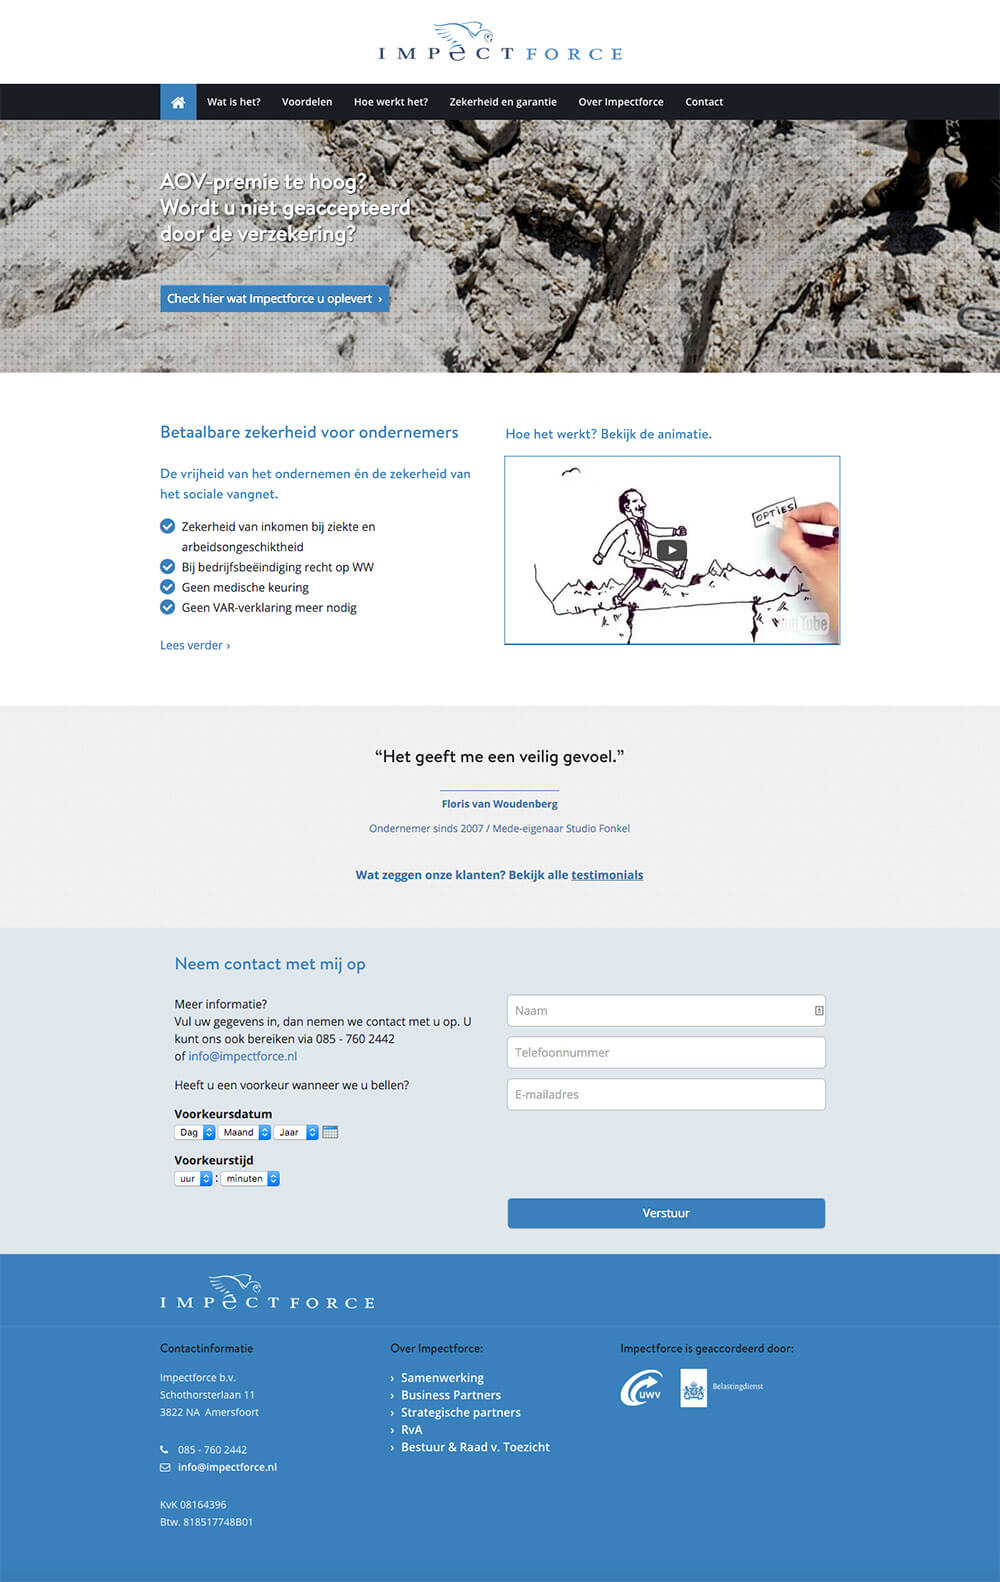 IMPECT FORCE
Wat is het? Voordelen Hoe werkt het? Zekerheid en garantie Over Impectforce Contact
AOV-premie te hoog?
Wordt u niet geaccepteerd
door de verzekering?
Check hier wat Impectforce u oplevert ›
Betaalbare zekerheid voor ondernemers
De vrijheid van het ondernemen én de zekerheid van
het sociale vangnet.
Zekerheid van inkomen bij ziekte en
arbeidsongeschiktheid
Bij bedrijfsbeëindiging recht op WW
Geen medische keuring
Geen VAR-verklaring meer nodig
Lees verder ›
Hoe het werkt? Bekijk de animatie.
OPTIES
You Tube
“Het geeft me een veilig gevoel.”
Floris van Woudenberg
Ondernemer sinds 2007 / Mede-eigenaar Studio Fonkel
Wat zeggen onze klanten? Bekijk alle testimonials
Neem contact met mij op
Meer informatie?
Vul uw gegevens in, dan nemen we contact met u op. U
kunt ons ook bereiken via 085 - 760 2442
of info@impectforce.nl
Heeft u een voorkeur wanneer we u bellen?
Voorkeursdatum
Dag Maand Jaar
Voorkeurstijd
uur : minuten
Naam
Telefoonnummer
E-mailadres
Verstuur
IMPECT FORCE
Contactinformatie
Impectforce b.v.
Schothorsterlaan 11
3822 NA Amersfoort
085 - 760 2442
info@impectforce.nl
KvK 08164396
Btw. 818517748B01
Over Impectforce:
› Samenwerking
› Business Partners
› Strategische partners
› RvA
› Bestuur & Raad v. Toezicht
Impectforce is geaccordeerd door:
uwv
Belastingdienst